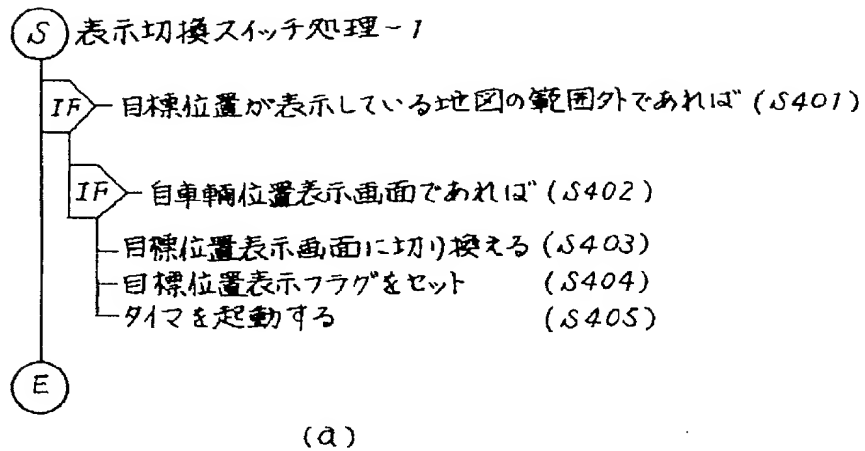 S 表示切換スイッチ処理-1
IF 目標位置が表示している地図の範囲外であれば (S401)
IF 自車輌位置表示画面であれば (S402)
目標位置表示画面に切り換える (S403)
目標位置表示フラグをセット (S404)
タイマを起動する (S405)
E
(a)